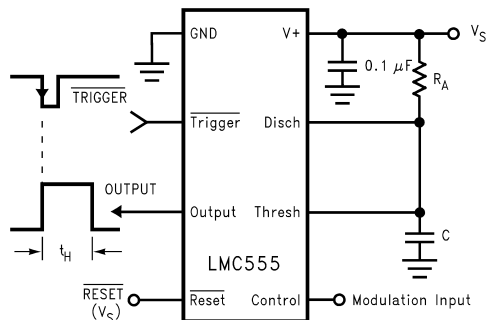 GND
V+
V_S
0.1 μF
R_A
TRIGGER
Trigger
Disch
OUTPUT
Output
Thresh
t_H
C
LMC555
RESET
(V_S)
Reset
Control
Modulation Input